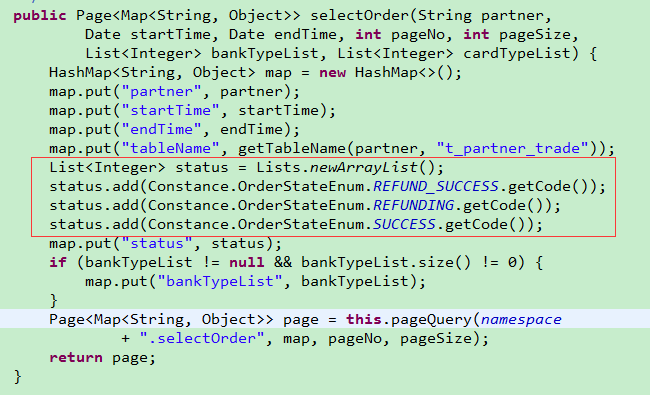 public Page<Map<String, Object>> selectOrder(String partner,
Date startTime, Date endTime, int pageNo, int pageSize,
List<Integer> bankTypeList, List<Integer> cardTypeList) {
HashMap<String, Object> map = new HashMap<>();
map.put("partner", partner);
map.put("startTime", startTime);
map.put("endTime", endTime);
map.put("tableName", getTableName(partner, "t_partner_trade"));
List<Integer> status = Lists.newArrayList();
status.add(Constance.OrderStateEnum.REFUND_SUCCESS.getCode());
status.add(Constance.OrderStateEnum.REFUNDING.getCode());
status.add(Constance.OrderStateEnum.SUCCESS.getCode());
map.put("status", status);
if (bankTypeList != null && bankTypeList.size() != 0) {
map.put("bankTypeList", bankTypeList);
}
Page<Map<String, Object>> page = this.pageQuery(namespace
+ ".selectOrder", map, pageNo, pageSize);
return page;
}